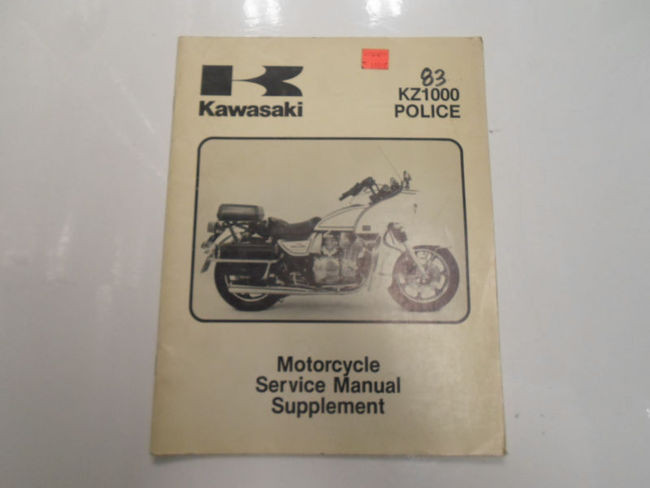 83
KZ1000
POLICE
Kawasaki
Motorcycle
Service Manual
Supplement